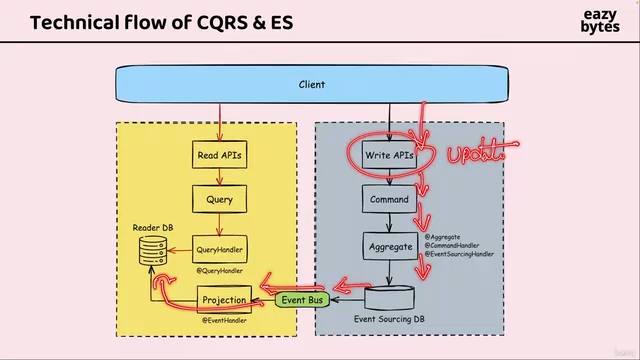 Technical flow of CQRS & ES
eazy
bytes
Client
Read APIs
Write APIs
Update
Query
Command
Reader DB
QueryHandler
@QueryHandler
Aggregate
@Aggregate
@CommandHandler
@EventSourcingHandler
Projection
@EventHandler
Event Bus
Event Sourcing DB